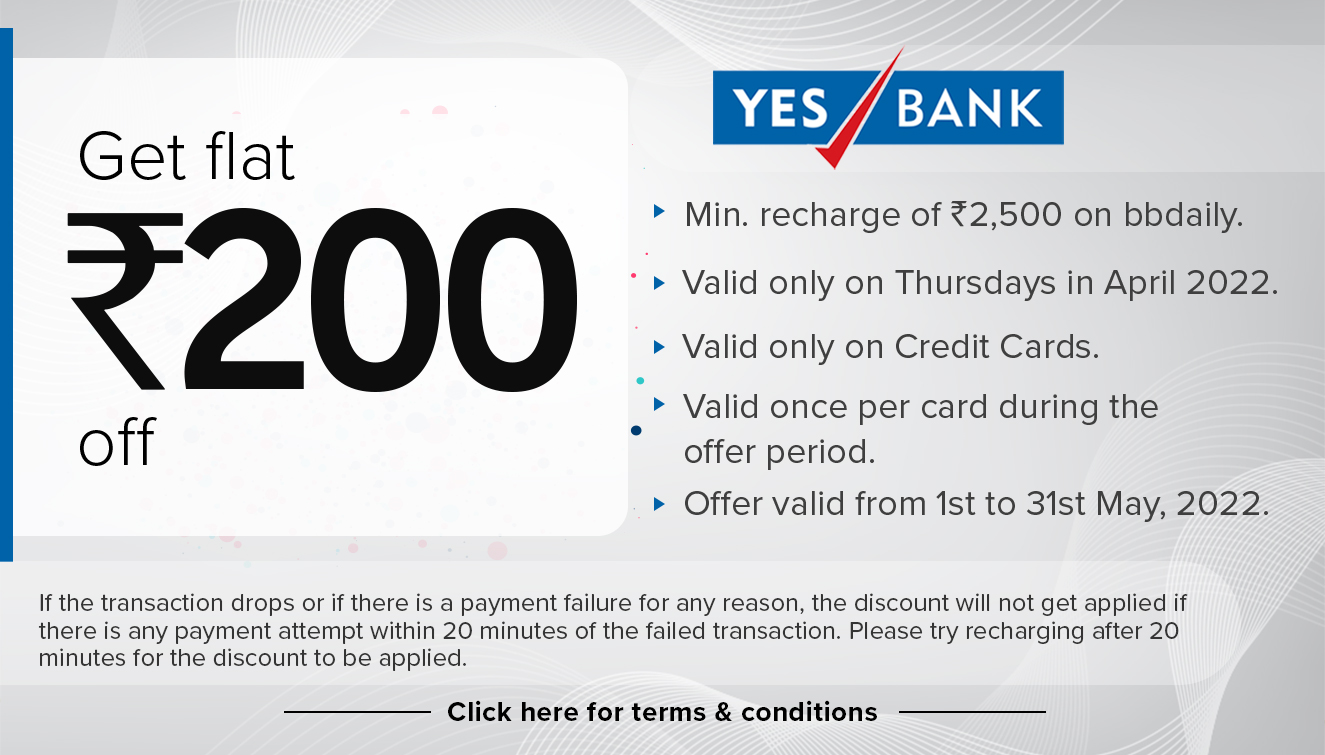 Get flat
₹200
off
YES BANK
Min. recharge of ₹2,500 on bbdaily.
Valid only on Thursdays in April 2022.
Valid only on Credit Cards.
Valid once per card during the
offer period.
Offer valid from 1st to 31st May, 2022.
If the transaction drops or if there is a payment failure for any reason, the discount will not get applied if
there is any payment attempt within 20 minutes of the failed transaction. Please try recharging after 20
minutes for the discount to be applied.
Click here for terms & conditions